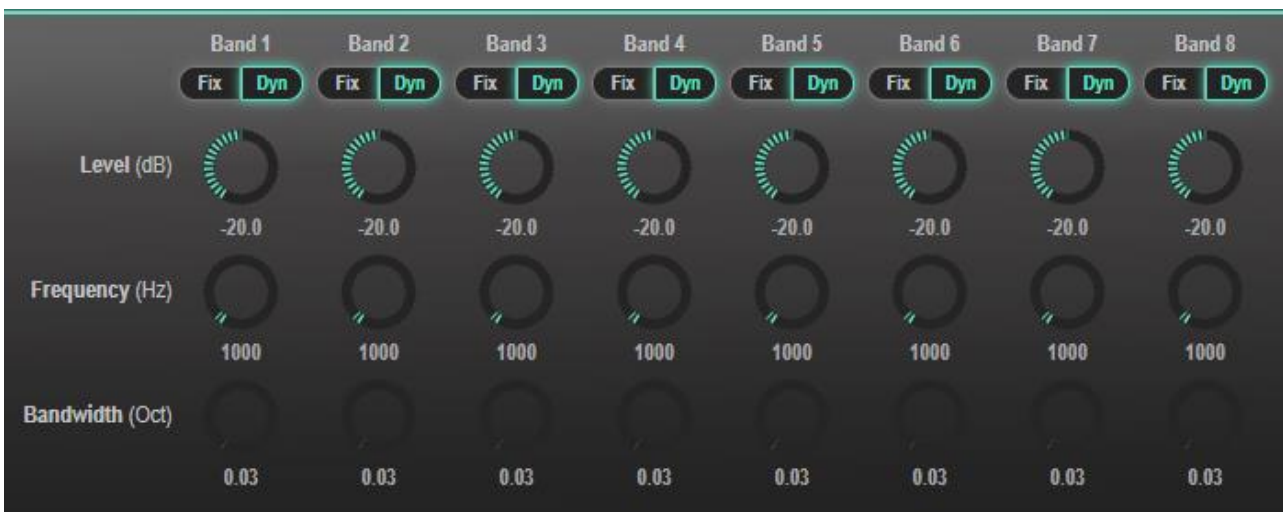 Band 1 Band 2 Band 3 Band 4 Band 5 Band 6 Band 7 Band 8
Fix Dyn Fix Dyn Fix Dyn Fix Dyn Fix Dyn Fix Dyn Fix Dyn Fix Dyn
Level (dB)
-20.0 -20.0 -20.0 -20.0 -20.0 -20.0 -20.0 -20.0
Frequency (Hz)
1000 1000 1000 1000 1000 1000 1000 1000
Bandwidth (Oct)
0.03 0.03 0.03 0.03 0.03 0.03 0.03 0.03